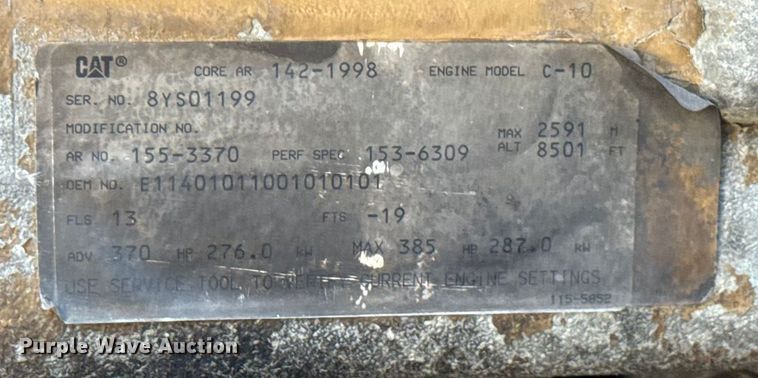 CAT® CORE AR 142-1998 ENGINE MODEL C-10
SER. NO. 8YS01199
MODIFICATION NO. MAX 2591 M
AR NO. 155-3370 PERF SPEC 153-6309 ALT 8501 FT
OEM NO. E11401011001010101
FLS 13 FTS -19
ADV 370 HP 276.0 KW MAX 385 HP 287.0 KW
USE SERVICE TOOL TO VERIFY CURRENT ENGINE SETTINGS
115-5852
Purple Wave Auction